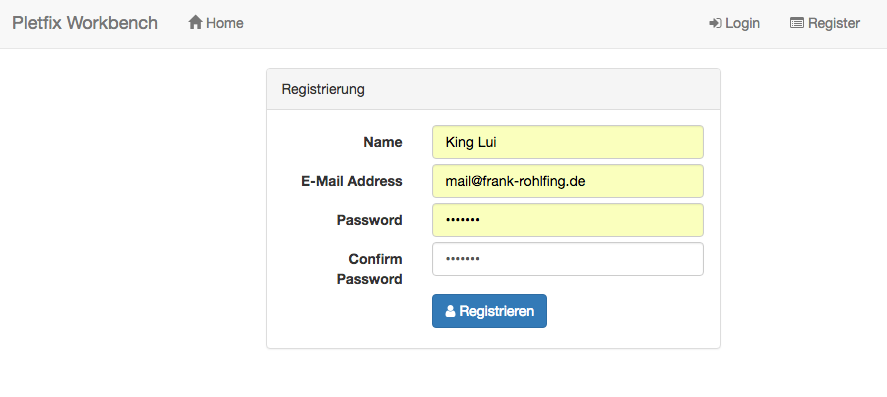 Pletfix Workbench Home Login Register
Registrierung
Name King Lui
E-Mail Address mail@frank-rohlfing.de
Password •••••••
Confirm
Password •••••••
Registrieren